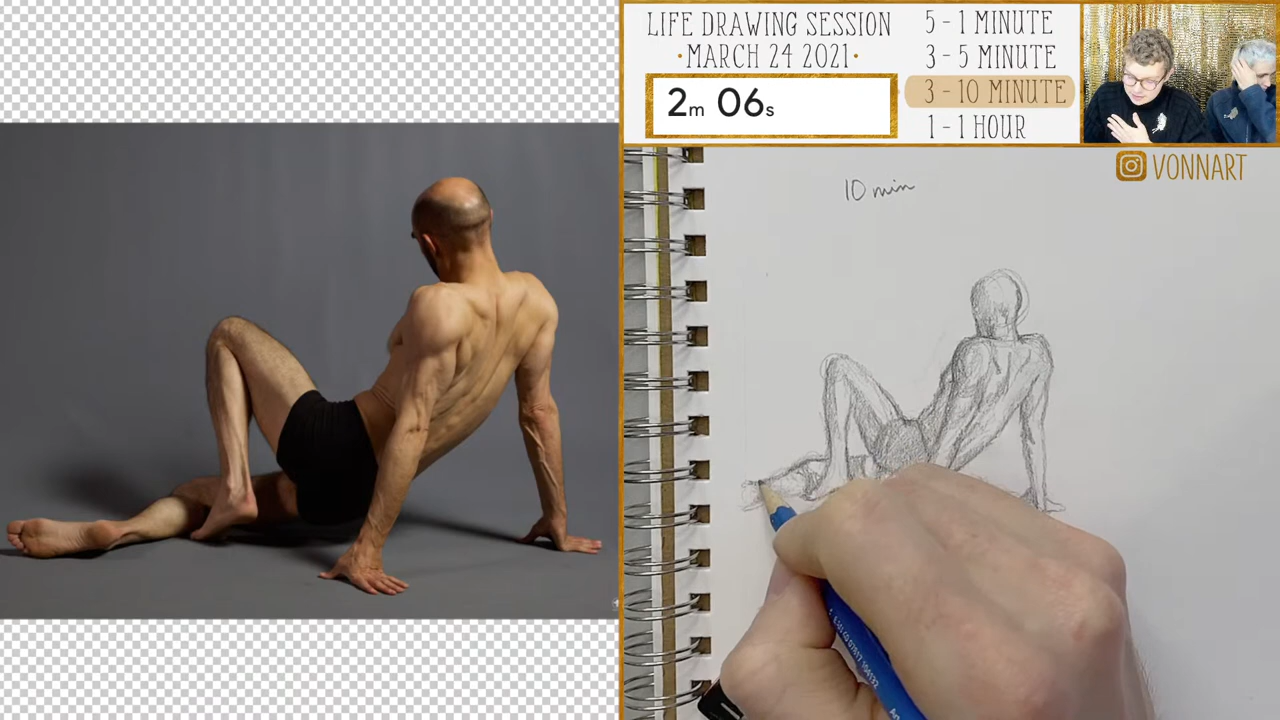 LIFE DRAWING SESSION
•MARCH 24 2021•
2m 06s
5 - 1 MINUTE
3 - 5 MINUTE
3 - 10 MINUTE
1 - 1 HOUR
VONNART
10 min